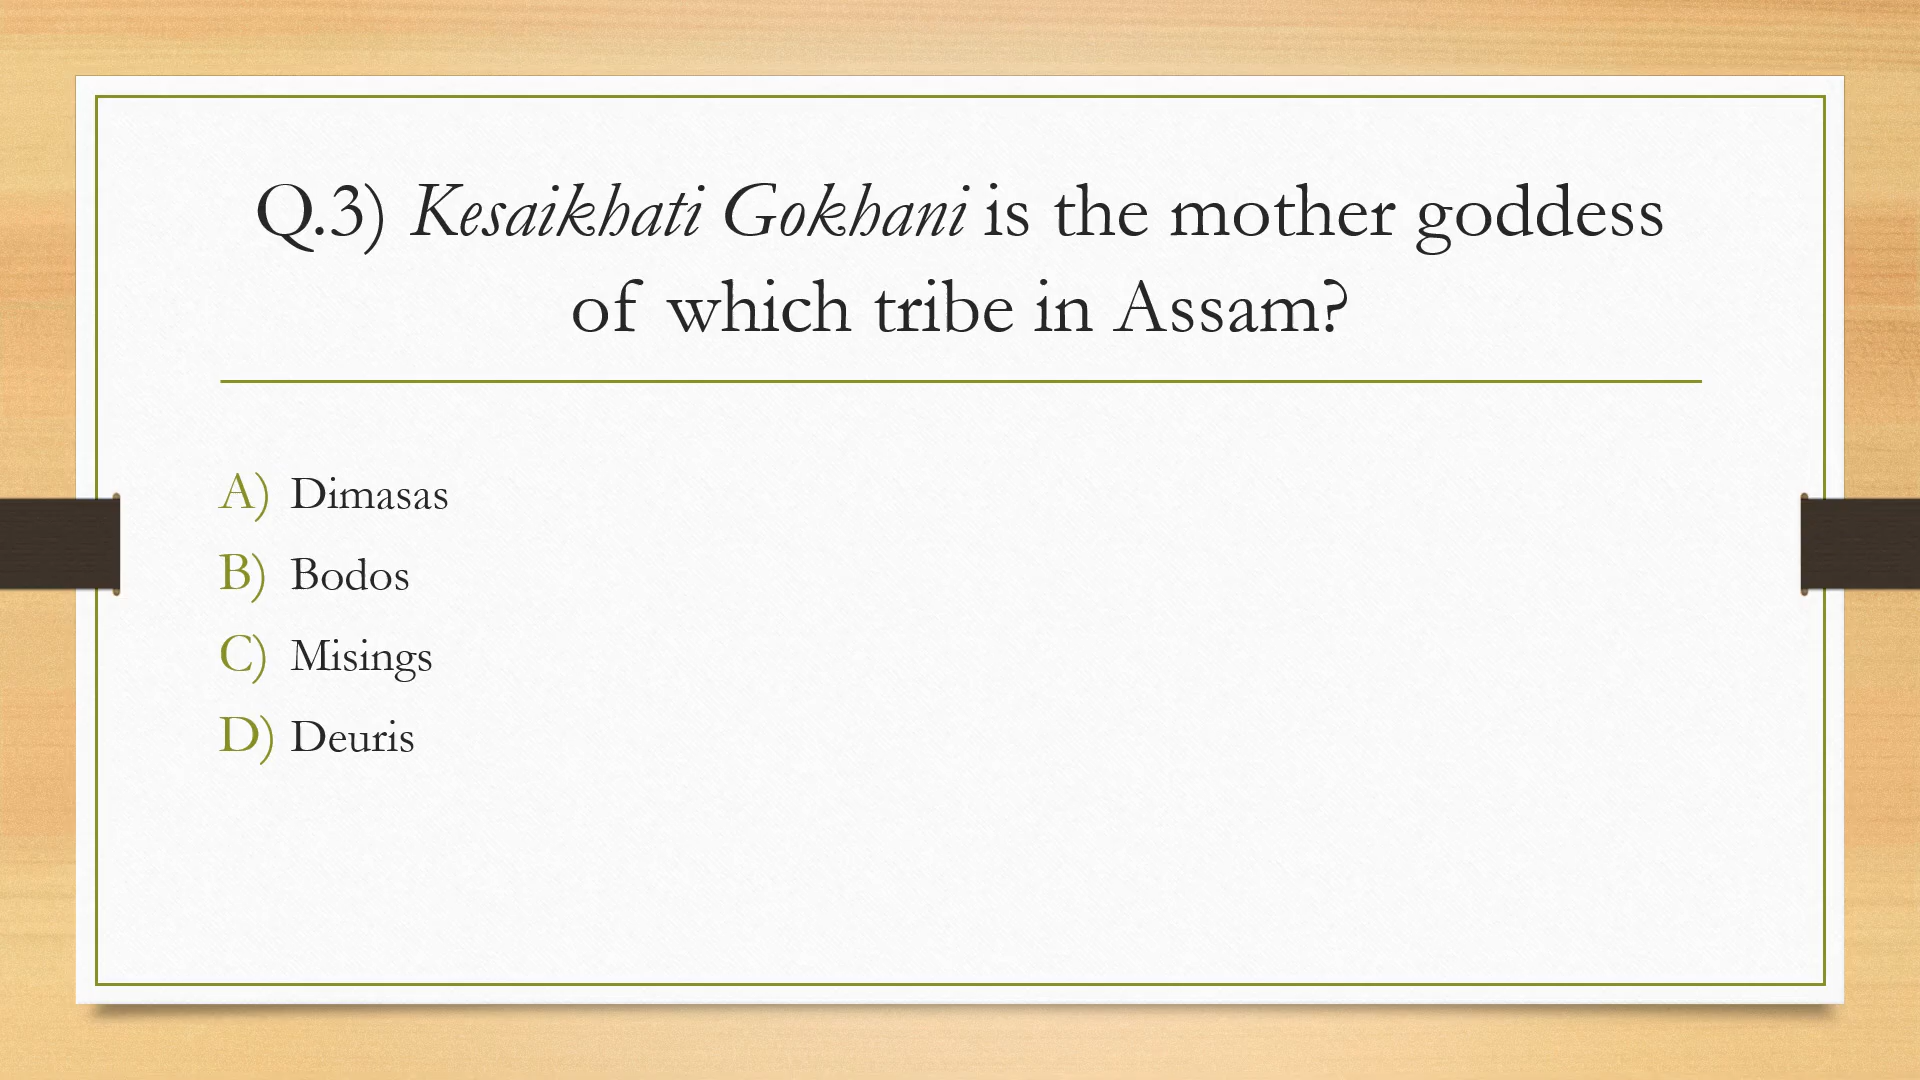 Q.3) Kesaikhati Gokhani is the mother goddess
of which tribe in Assam?
A) Dimasas
B) Bodos
C) Misings
D) Deuris